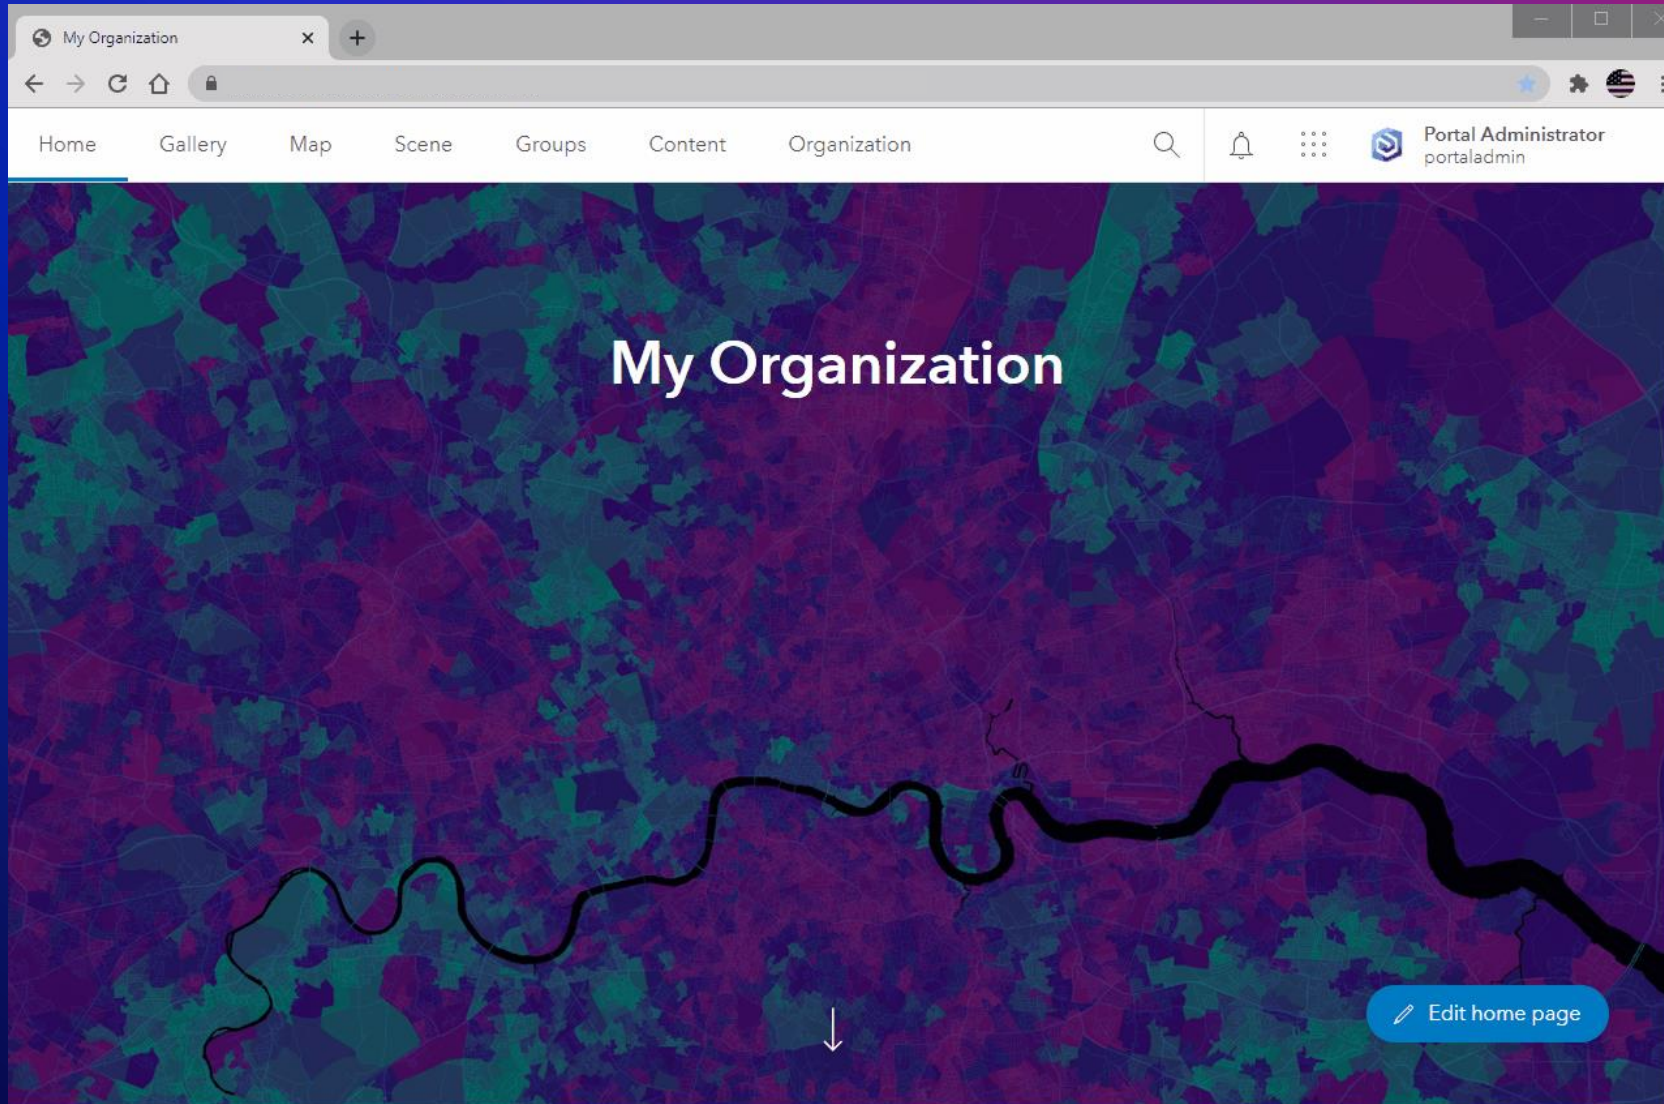 My Organization
Home Gallery Map Scene Groups Content Organization
Portal Administrator
portaladmin
My Organization
Edit home page